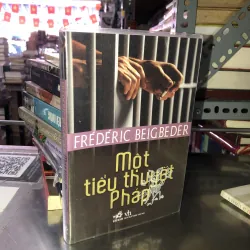 FRÉDÉRIC BEIGBEDER
Một
tiểu thuyết
Pháp